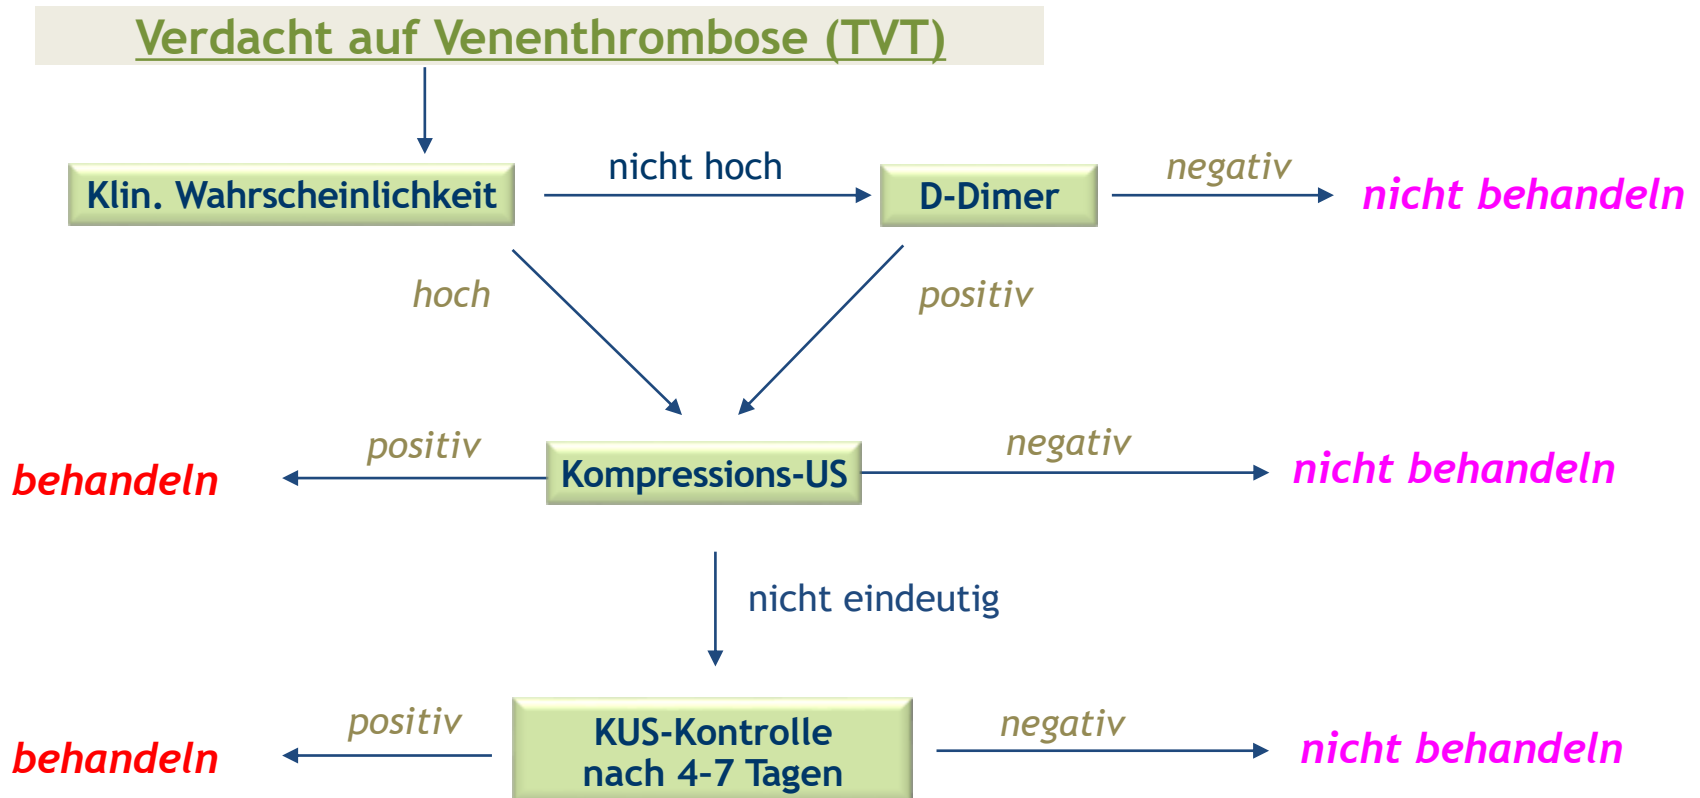 Verdacht auf Venenthrombose (TVT)
Klin. Wahrscheinlichkeit
nicht hoch
D-Dimer
negativ
nicht behandeln
hoch
positiv
behandeln
positiv
Kompressions-US
negativ
nicht behandeln
nicht eindeutig
behandeln
positiv
KUS-Kontrolle
nach 4–7 Tagen
negativ
nicht behandeln